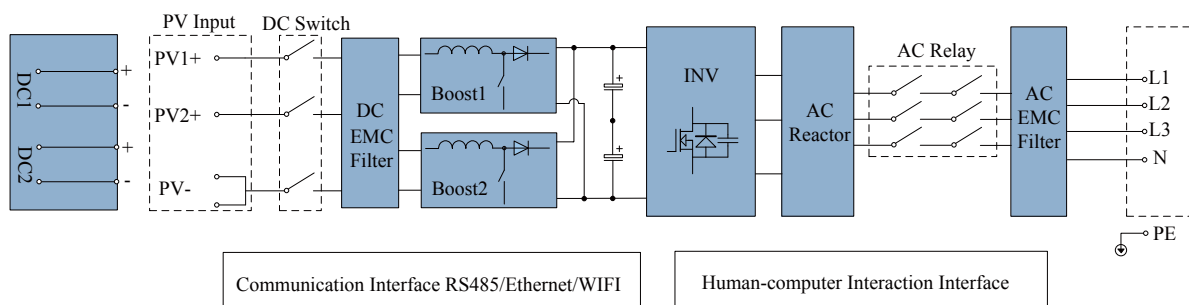 PV Input
DC Switch
DC1
+
-
DC2
+
-
PV1+
PV2+
PV-
DC
EMC
Filter
Boost1
Boost2
+
+
INV
AC
Reactor
AC Relay
AC
EMC
Filter
L1
L2
L3
N
PE
Communication Interface RS485/Ethernet/WIFI
Human-computer Interaction Interface